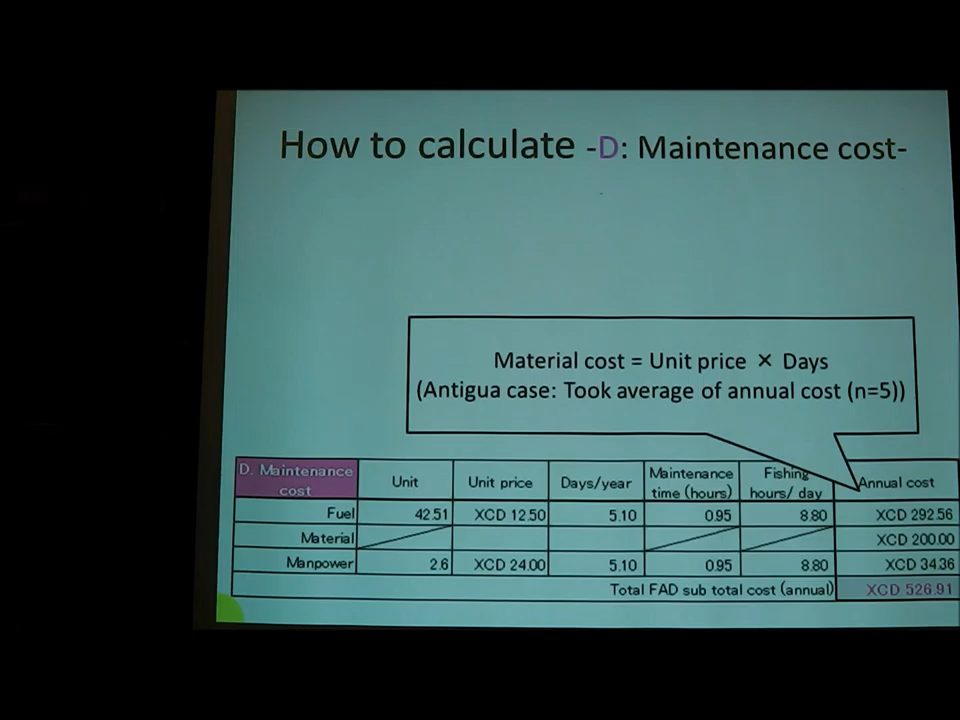 How to calculate -D: Maintenance cost-
Material cost = Unit price × Days
(Antigua case: Took average of annual cost (n=5))
D. Maintenance cost Unit Unit price Days/year Maintenance time (hours) Fishing hours/ day Annual cost
Fuel 42.51 XCD 12.50 5.10 0.95 8.80 XCD 292.56
Material XCD 200.00
Manpower 2.6 XCD 24.00 5.10 0.95 8.80 XCD 34.36
Total FAD sub total cost (annual) XCD 526.91